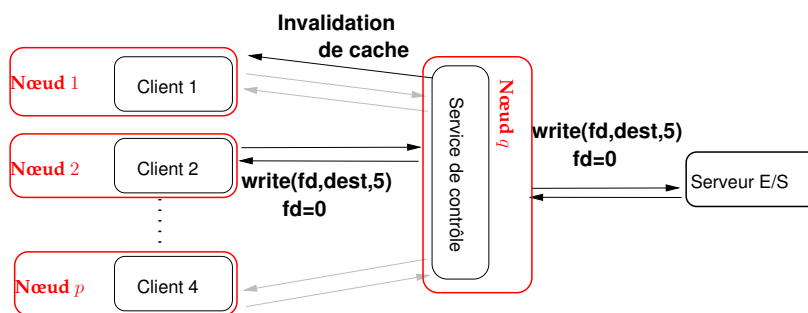 Invalidation
de cache
Nœud 1
Client 1
Nœud 2
Client 2
write(fd,dest,5)
fd=0
Nœud p
Client 4
Service de contrôle
Nœud q
write(fd,dest,5)
fd=0
Serveur E/S